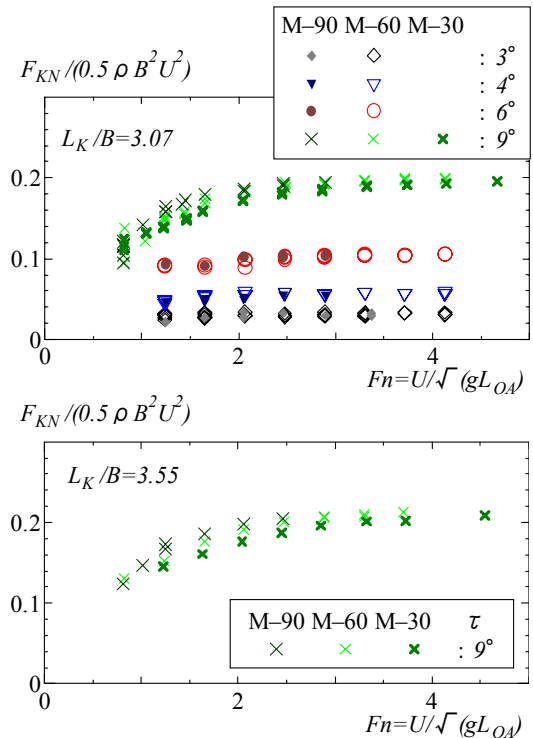 M–90 M–60 M–30
: 3°
: 4°
: 6°
: 9°
F_KN/(0.5 ρ B²U²)
L_K/B=3.07
0.2
0.1
0
0 2 4
Fn=U/√(gL_OA)
F_KN/(0.5 ρ B²U²)
L_K/B=3.55
0.2
0.1
M–90 M–60 M–30 τ
: 9°
0
0 2 4
Fn=U/√(gL_OA)